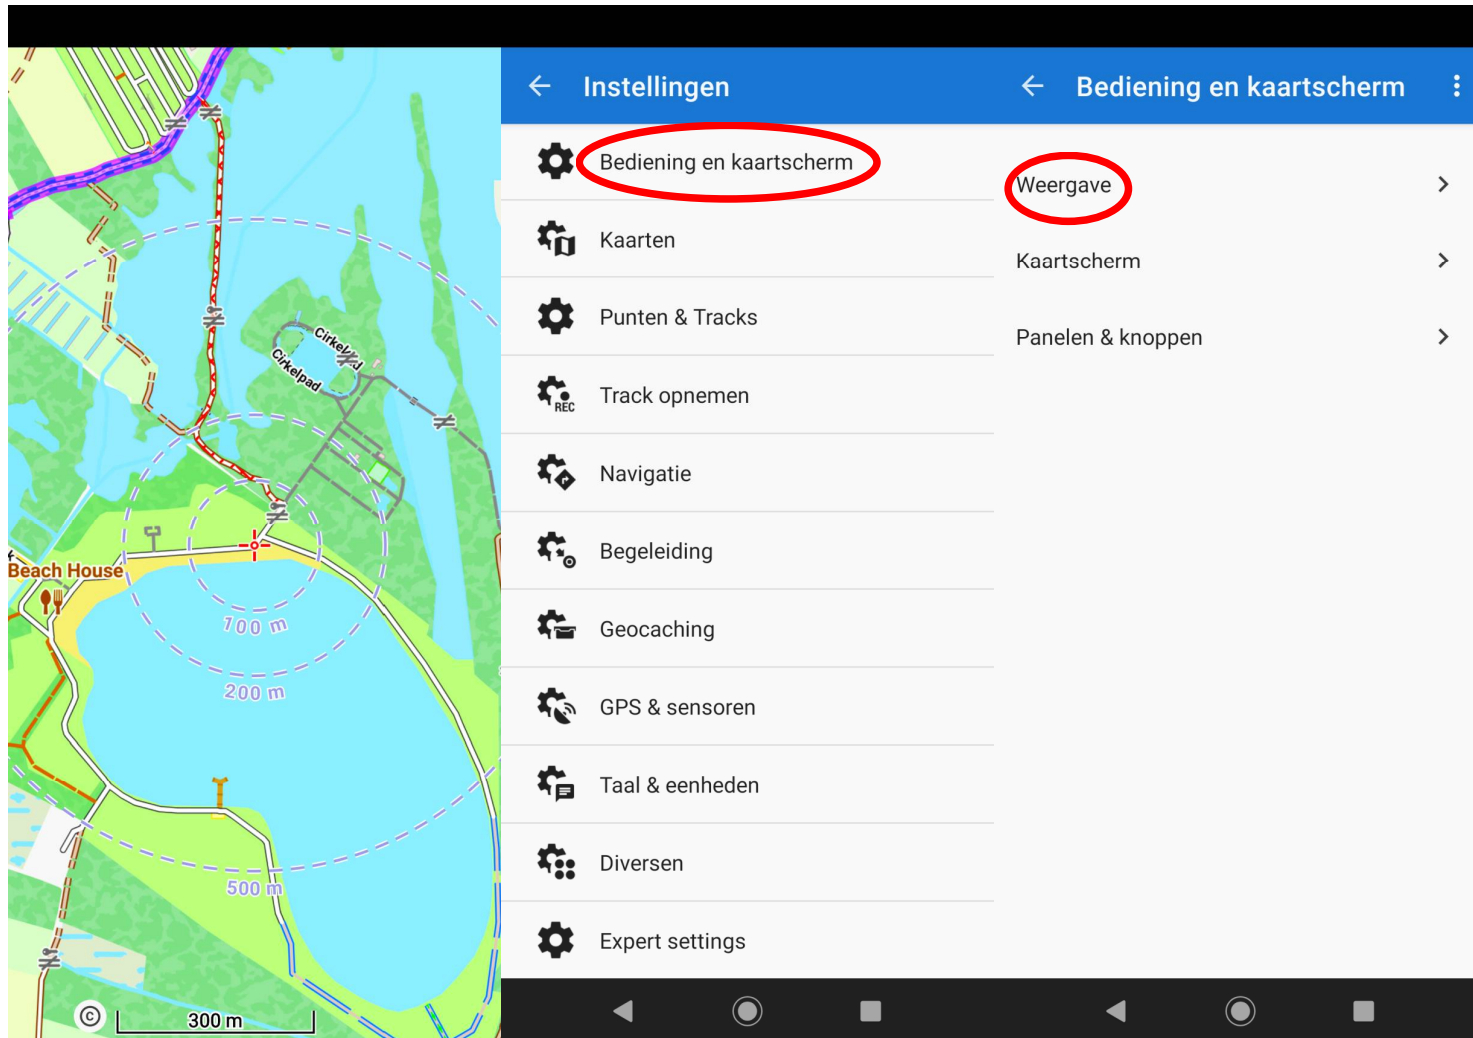 Cirkelpad
Cirkelpad
Beach House
100 m
200 m
500 m
©
300 m
Instellingen
Bediening en kaartscherm
Kaarten
Punten & Tracks
REC
Track opnemen
Navigatie
Begeleiding
Geocaching
GPS & sensoren
Taal & eenheden
Diversen
Expert settings
Bediening en kaartscherm
Weergave
Kaartscherm
Panelen & knoppen